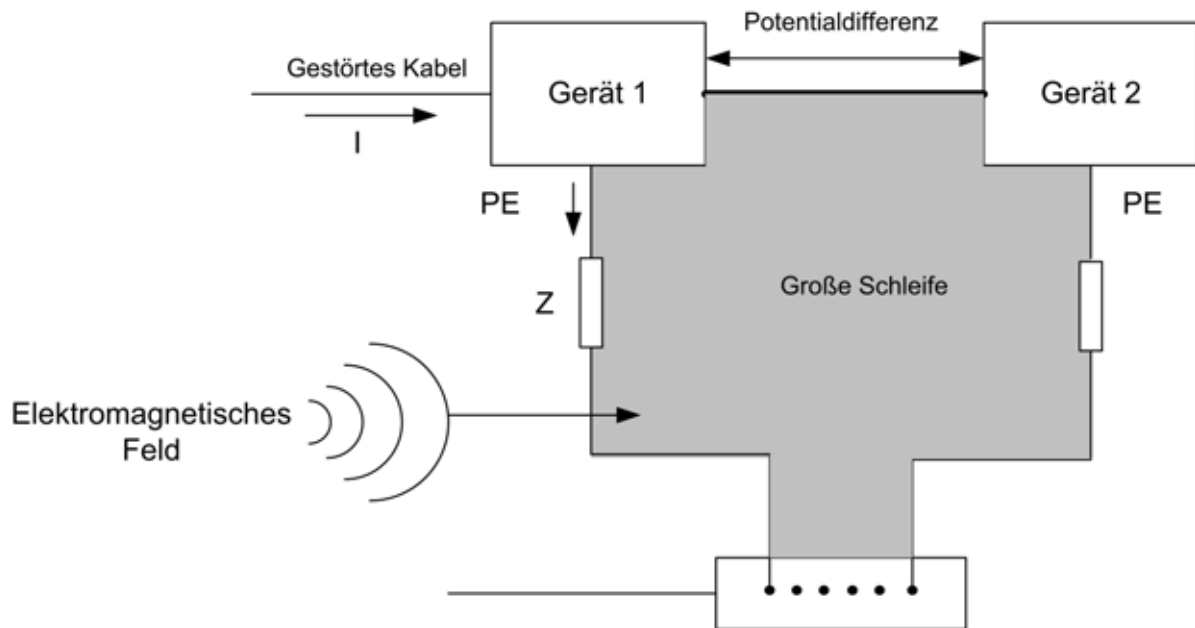 Potentialdifferenz
Gestörtes Kabel
Gerät 1
Gerät 2
I
PE
PE
Große Schleife
Z
Elektromagnetisches
Feld